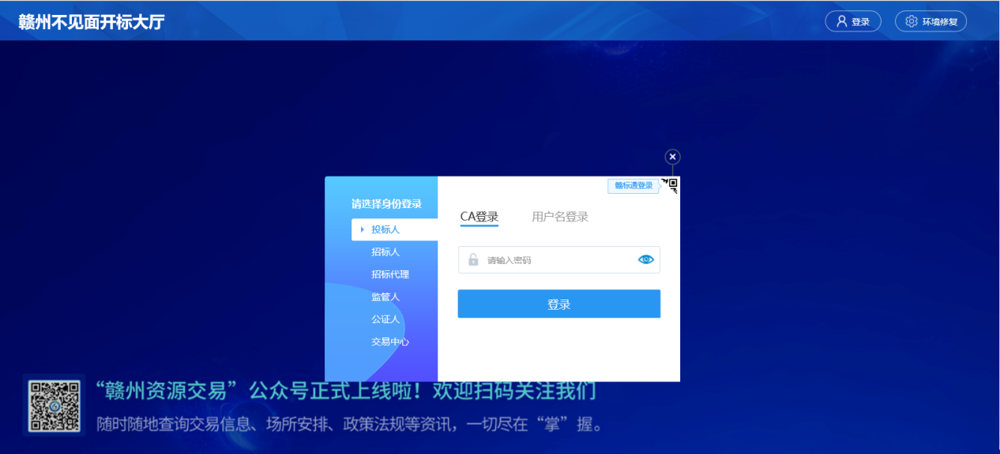 赣州不见面开标大厅
登录
环境修复
赣标通登录
请选择身份登录
投标人
招标人
招标代理
监管人
公证人
交易中心
CA登录
用户名登录
请输入密码
登录
“赣州资源交易”公众号正式上线啦！欢迎扫码关注我们
随时随地查询交易信息、场所安排、政策法规等资讯，一切尽在“掌”握。